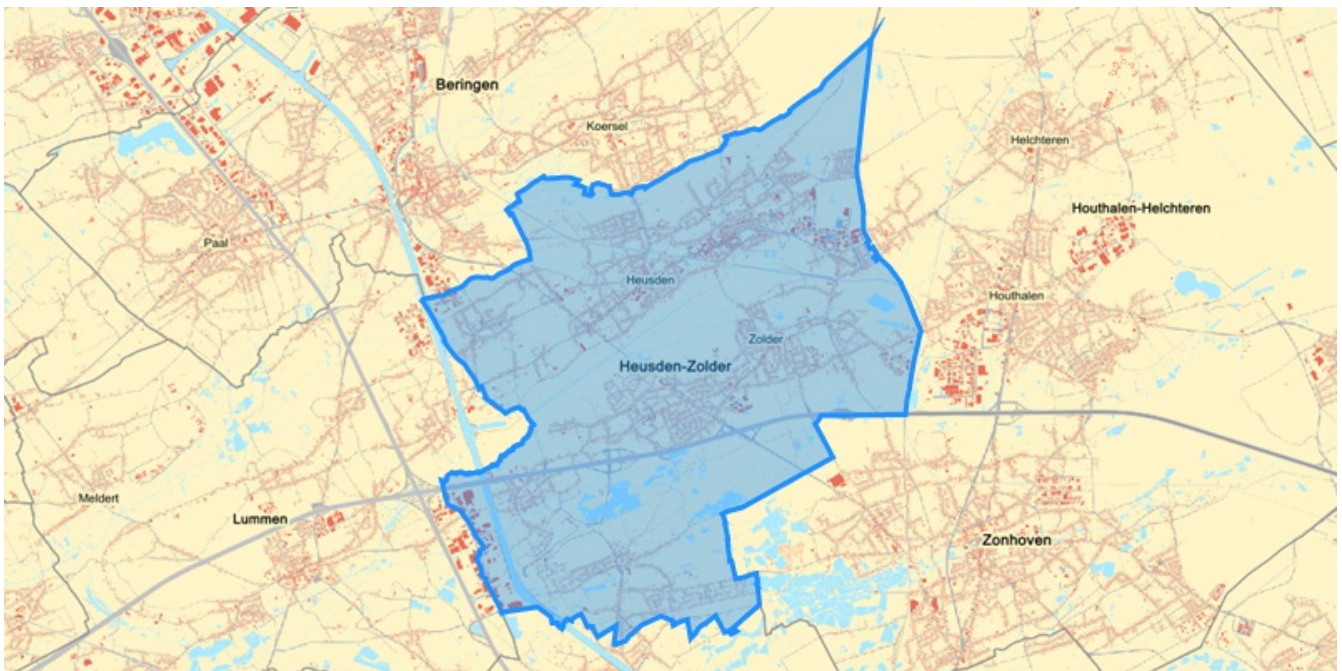 Beringen
Koersel
Helchteren
Houthalen-Helchteren
Paal
Heusden
Houthalen
Zolder
Heusden-Zolder
Meldert
Lummen
Zonhoven